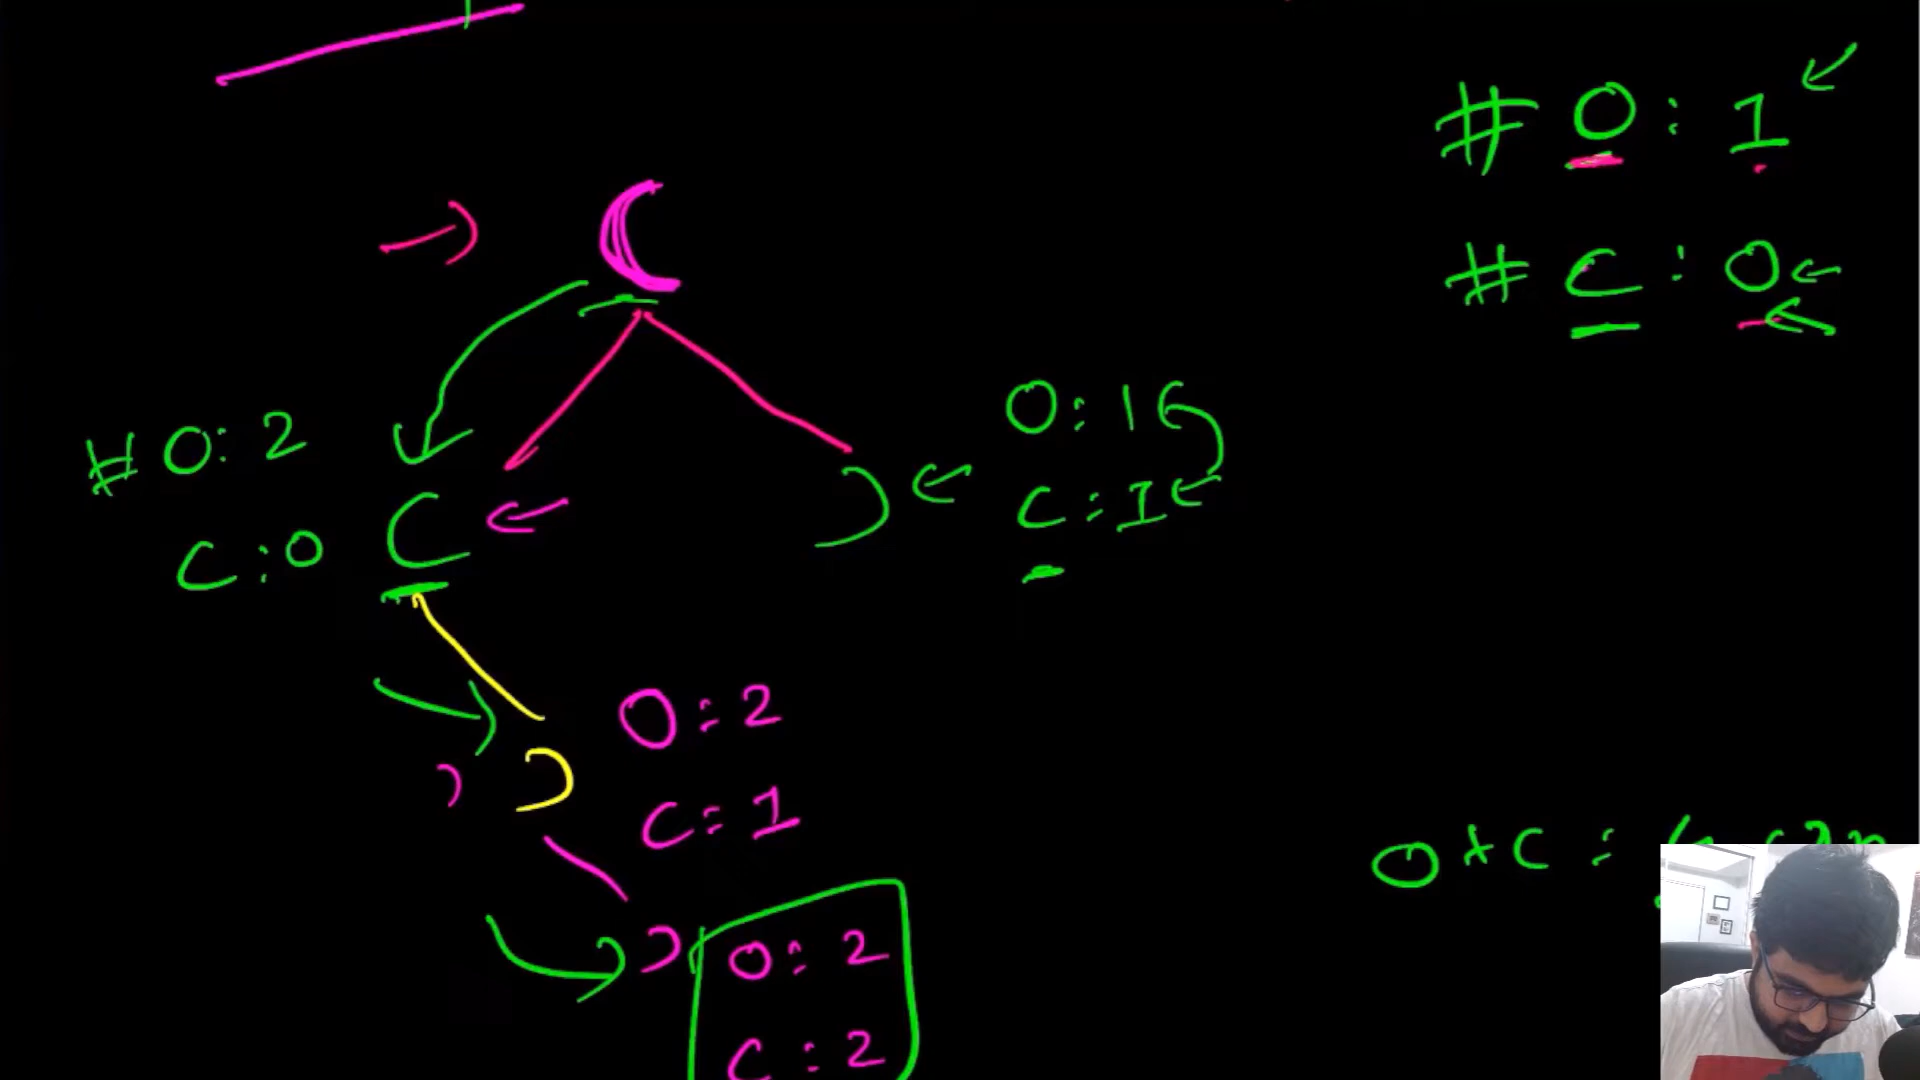 # O : 1
(
# C : 0
# O : 2
O : 1
C : 0 (
) C : 1
O : 2
) ) C : 1
O + C :
) O : 2
C : 2